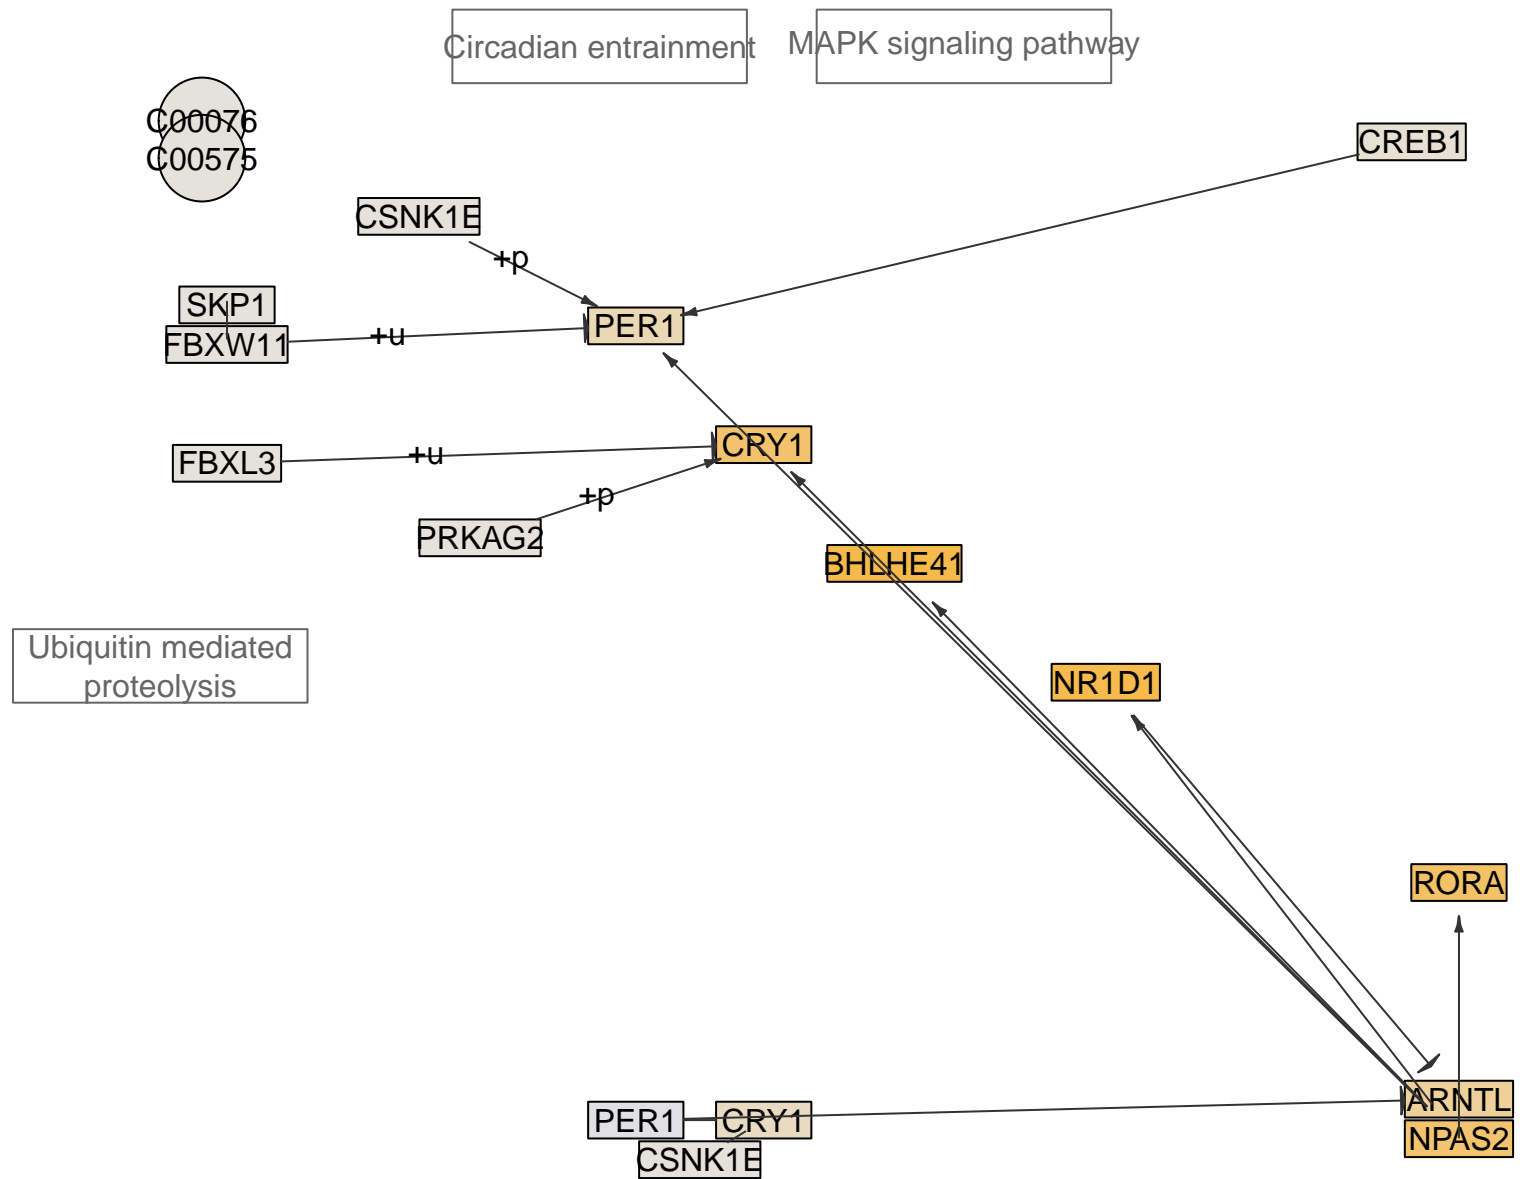 Circadian entrainment
MAPK signaling pathway
C00076
C00575
CREB1
CSNK1E
+p
SKP1
FBXW11
+u
PER1
FBXL3
+u
CRY1
+p
PRKAG2
BHLHE41
Ubiquitin mediated
proteolysis
NR1D1
RORA
ARNTL
NPAS2
PER1
CRY1
CSNK1E